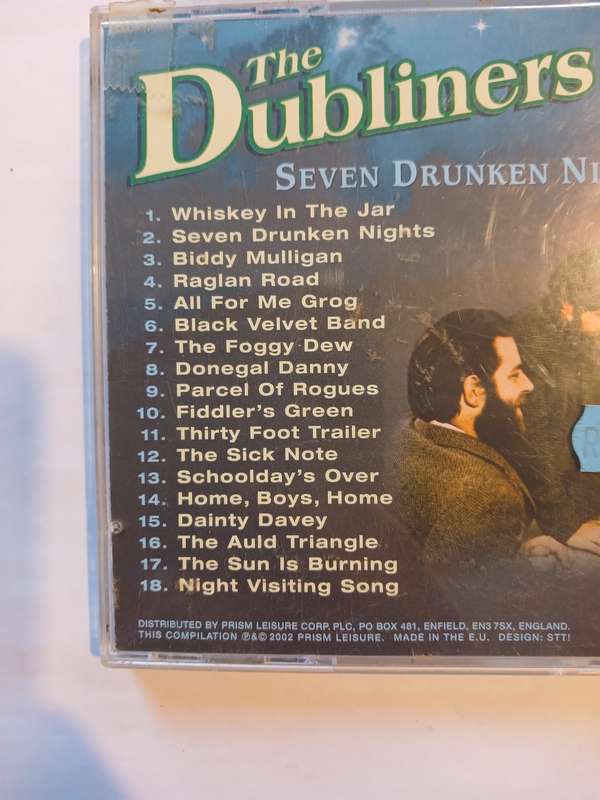 The
Dubliners
SEVEN DRUNKEN
1. Whiskey In The Jar
2. Seven Drunken Nights
3. Biddy Mulligan
4. Raglan Road
5. All For Me Grog
6. Black Velvet Band
7. The Foggy Dew
8. Donegal Danny
9. Parcel Of Rogues
10. Fiddler's Green
11. Thirty Foot Trailer
12. The Sick Note
13. Schoolday's Over
14. Home, Boys, Home
15. Dainty Davey
16. The Auld Triangle
17. The Sun Is Burning
18. Night Visiting Song
DISTRIBUTED BY PRISM LEISURE CORP. PLC, PO BOX 481, ENFIELD, EN3 7SX, ENGLAND.
THIS COMPILATION ℗&© 2002 PRISM LEISURE. MADE IN THE E.U. DESIGN: STT!